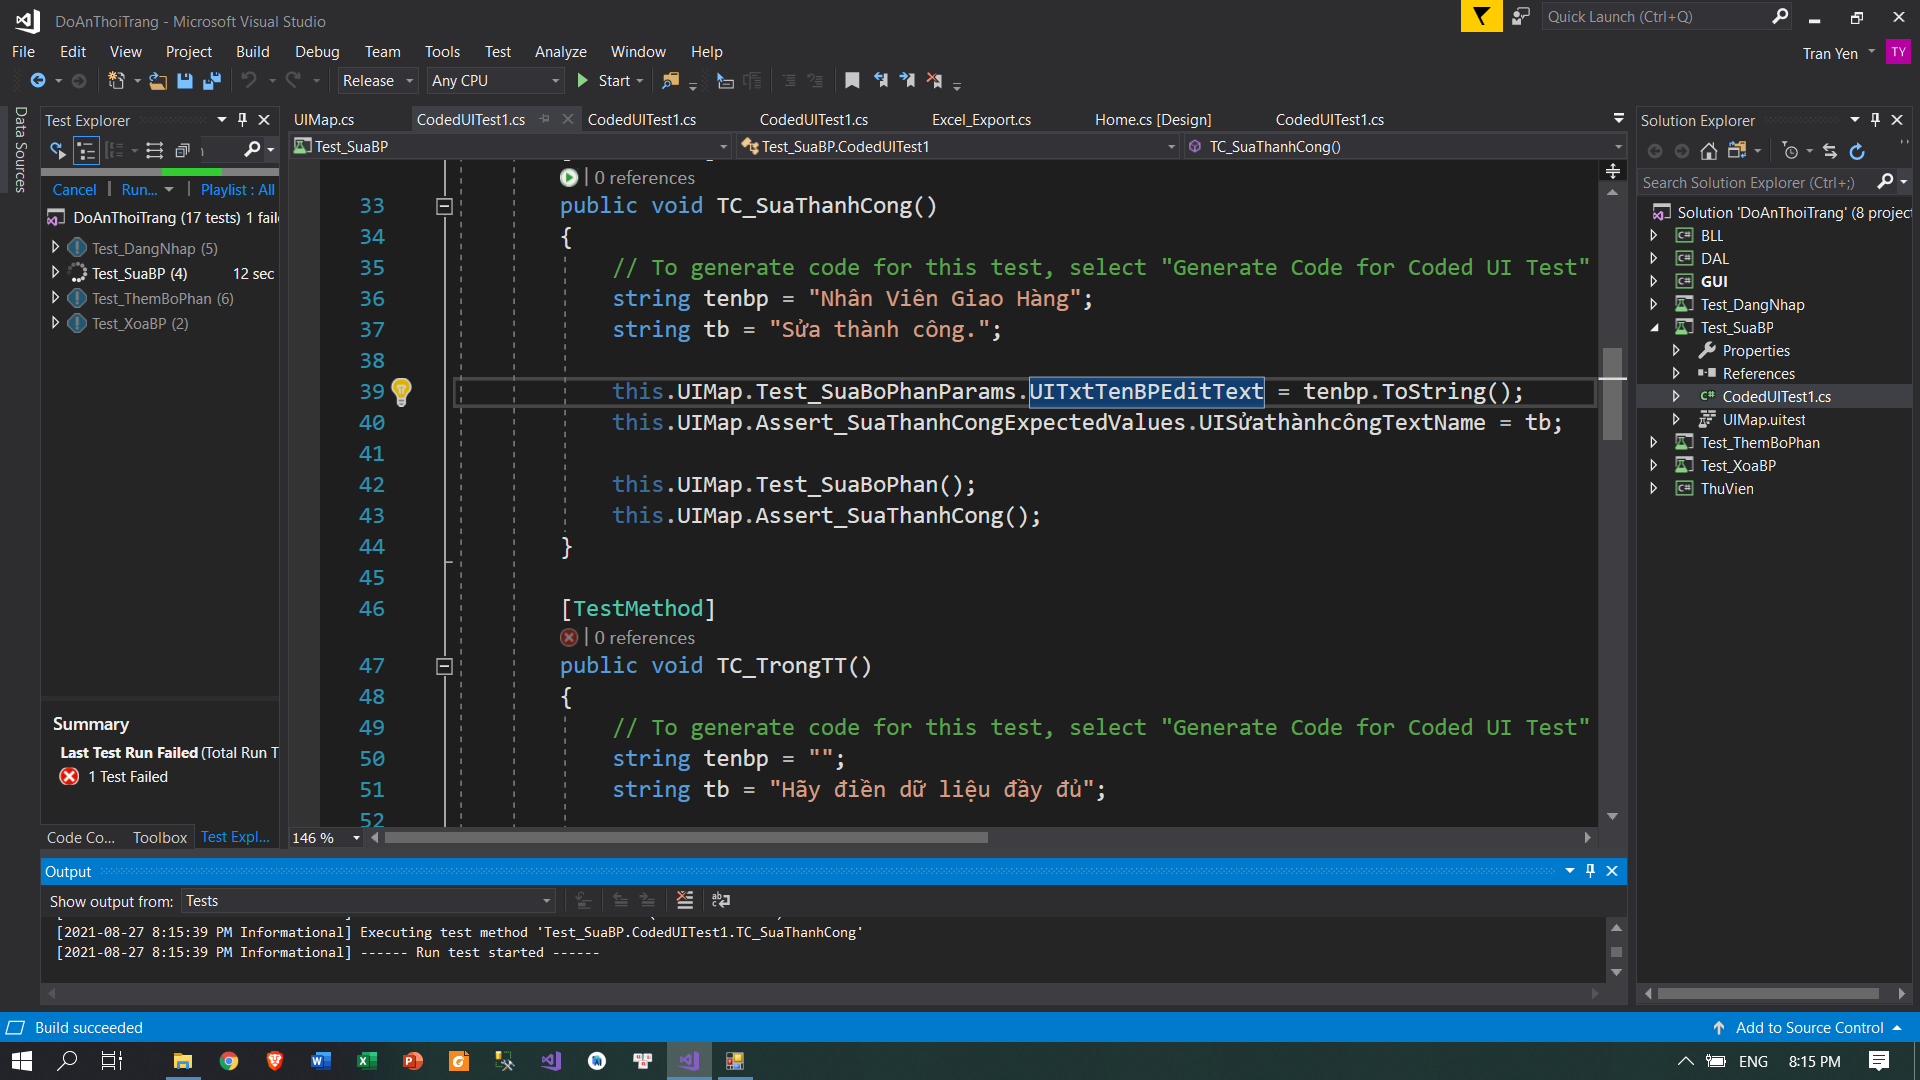 DoAnThoiTrang - Microsoft Visual Studio
Quick Launch (Ctrl+Q)
File Edit View Project Build Debug Team Tools Test Analyze Window Help
Tran Yen
TY
Release
Any CPU
Start
Data Sources
Test Explorer
Cancel | Run... | Playlist : All
DoAnThoiTrang (17 tests) 1 fail
Test_DangNhap (5)
Test_SuaBP (4) 12 sec
Test_ThemBoPhan (6)
Test_XoaBP (2)
Summary
Last Test Run Failed (Total Run T
1 Test Failed
Code Co... Toolbox Test Expl...
UIMap.cs CodedUITest1.cs CodedUITest1.cs CodedUITest1.cs Excel_Export.cs Home.cs [Design] CodedUITest1.cs
Test_SuaBP Test_SuaBP.CodedUITest1 TC_SuaThanhCong()
| 0 references
33 public void TC_SuaThanhCong()
34 {
35 // To generate code for this test, select "Generate Code for Coded UI Test"
36 string tenbp = "Nhân Viên Giao Hàng";
37 string tb = "Sửa thành công.";
38
39 this.UIMap.Test_SuaBoPhanParams.UITxtTenBPEditText = tenbp.ToString();
40 this.UIMap.Assert_SuaThanhCongExpectedValues.UISửathànhcôngTextName = tb;
41
42 this.UIMap.Test_SuaBoPhan();
43 this.UIMap.Assert_SuaThanhCong();
44 }
45
46 [TestMethod]
| 0 references
47 public void TC_TrongTT()
48 {
49 // To generate code for this test, select "Generate Code for Coded UI Test"
50 string tenbp = "";
51 string tb = "Hãy điền dữ liệu đầy đủ";
52
146 %
Solution Explorer
Search Solution Explorer (Ctrl+;)
Solution 'DoAnThoiTrang' (8 project
BLL
DAL
GUI
Test_DangNhap
Test_SuaBP
Properties
References
CodedUITest1.cs
UIMap.uitest
Test_ThemBoPhan
Test_XoaBP
ThuVien
Output
Show output from: Tests
[2021-08-27 8:15:39 PM Informational] Executing test method 'Test_SuaBP.CodedUITest1.TC_SuaThanhCong'
[2021-08-27 8:15:39 PM Informational] ------ Run test started ------
Build succeeded
Add to Source Control
ENG 8:15 PM